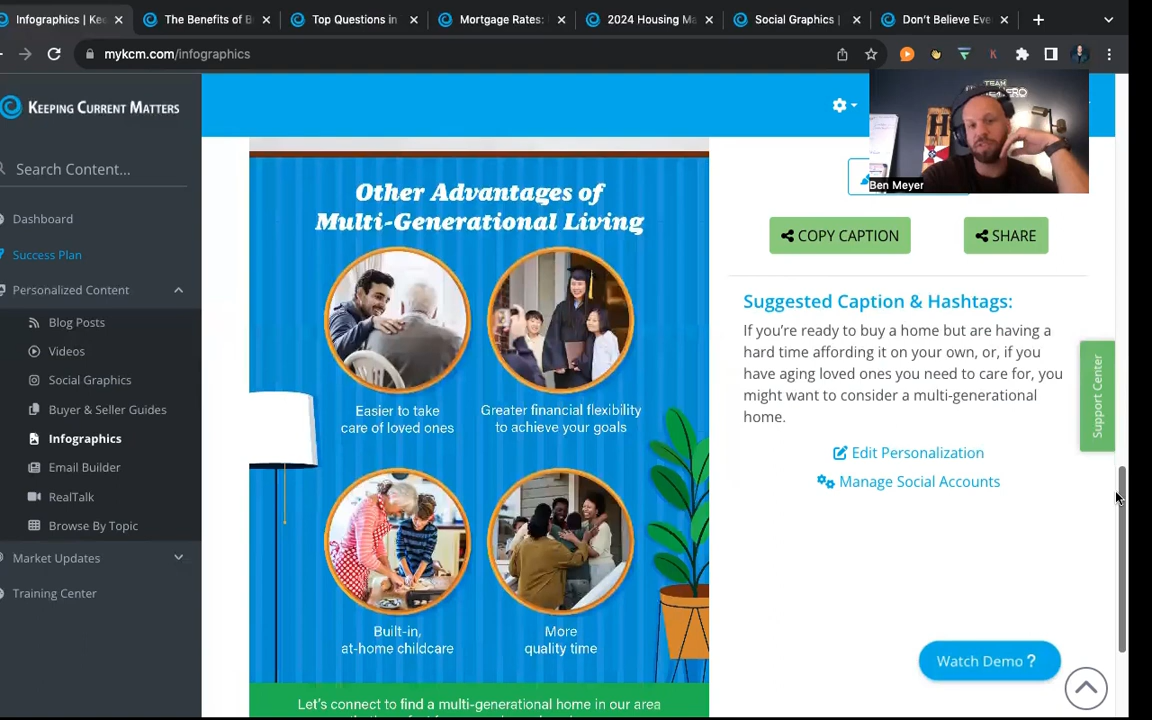 Infographics | Kee
The Benefits of B
Top Questions in
Mortgage Rates:
2024 Housing Ma
Social Graphics |
Don't Believe Eve
mykcm.com/infographics
KEEPING CURRENT MATTERS
Search Content...
Dashboard
Success Plan
Personalized Content
Blog Posts
Videos
Social Graphics
Buyer & Seller Guides
Infographics
Email Builder
RealTalk
Browse By Topic
Market Updates
Training Center
Other Advantages of
Multi-Generational Living
Easier to take
care of loved ones
Greater financial flexibility
to achieve your goals
Built-in,
at-home childcare
More
quality time
Let's connect to find a multi-generational home in our area
TEAM
Ben Meyer
COPY CAPTION
SHARE
Suggested Caption & Hashtags:
If you're ready to buy a home but are having a
hard time affording it on your own, or, if you
have aging loved ones you need to care for, you
might want to consider a multi-generational
home.
Edit Personalization
Manage Social Accounts
Support Center
Watch Demo ?